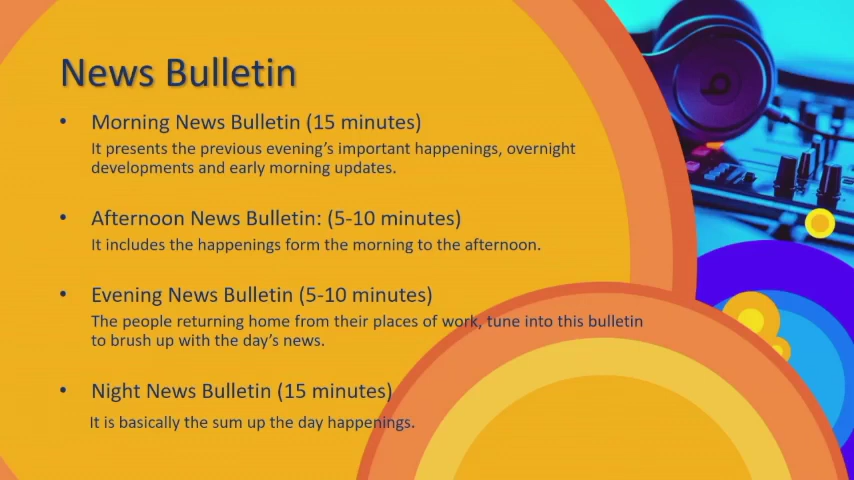 News Bulletin
• Morning News Bulletin (15 minutes)
It presents the previous evening’s important happenings, overnight
developments and early morning updates.
• Afternoon News Bulletin: (5-10 minutes)
It includes the happenings form the morning to the afternoon.
• Evening News Bulletin (5-10 minutes)
The people returning home from their places of work, tune into this bulletin
to brush up with the day’s news.
• Night News Bulletin (15 minutes)
It is basically the sum up the day happenings.